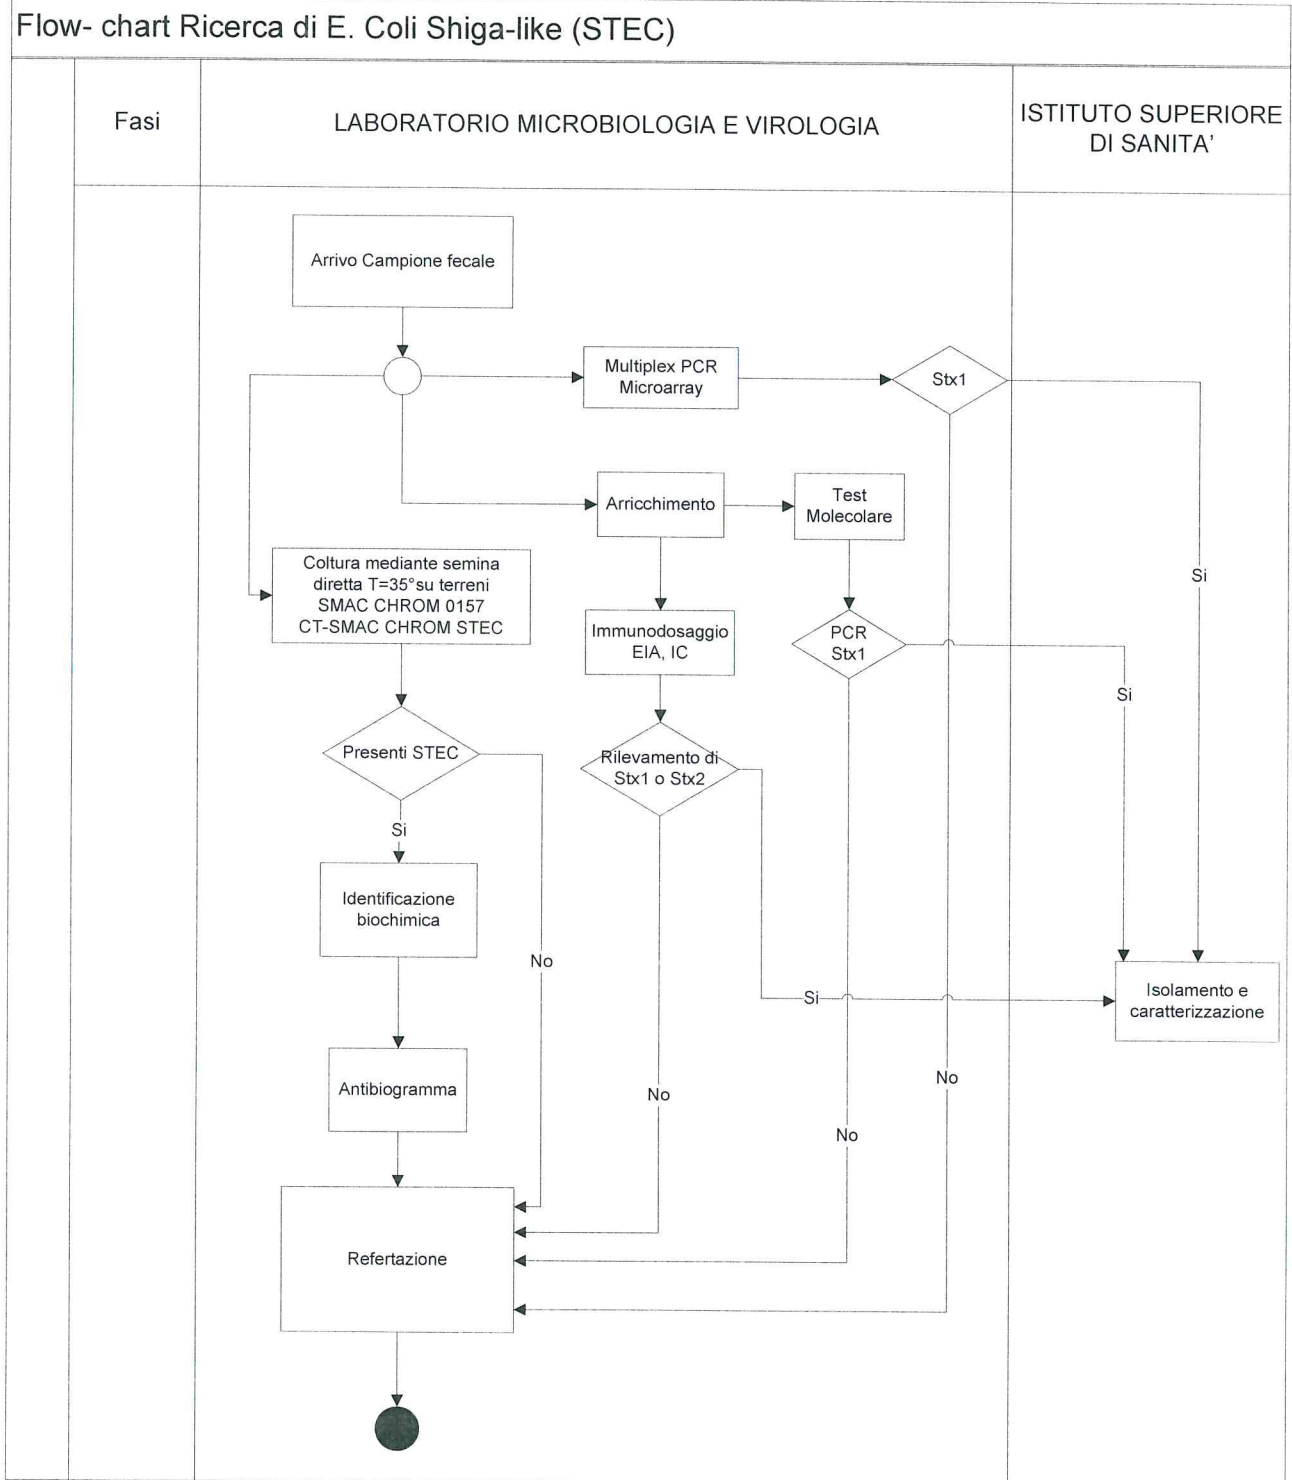 Flow- chart Ricerca di E. Coli Shiga-like (STEC)
Fasi
LABORATORIO MICROBIOLOGIA E VIROLOGIA
ISTITUTO SUPERIORE
DI SANITA’
Arrivo Campione fecale
Multiplex PCR
Microarray
Stx1
Arricchimento
Test
Molecolare
Coltura mediante semina
diretta T=35°su terreni
SMAC CHROM 0157
CT-SMAC CHROM STEC
Si
Immunodosaggio
EIA, IC
PCR
Stx1
Si
Presenti STEC
Rilevamento di
Stx1 o Stx2
Si
Identificazione
biochimica
No
Si
Isolamento e
caratterizzazione
Antibiogramma
No
No
No
Refertazione